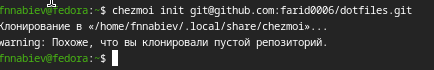 fnnabiev@fedora:~$ chezmoi init git@github.com:farid0006/dotfiles.git
Клонирование в «/home/fnnabiev/.local/share/chezmoi»...
warning: Похоже, что вы клонировали пустой репозиторий.
fnnabiev@fedora:~$